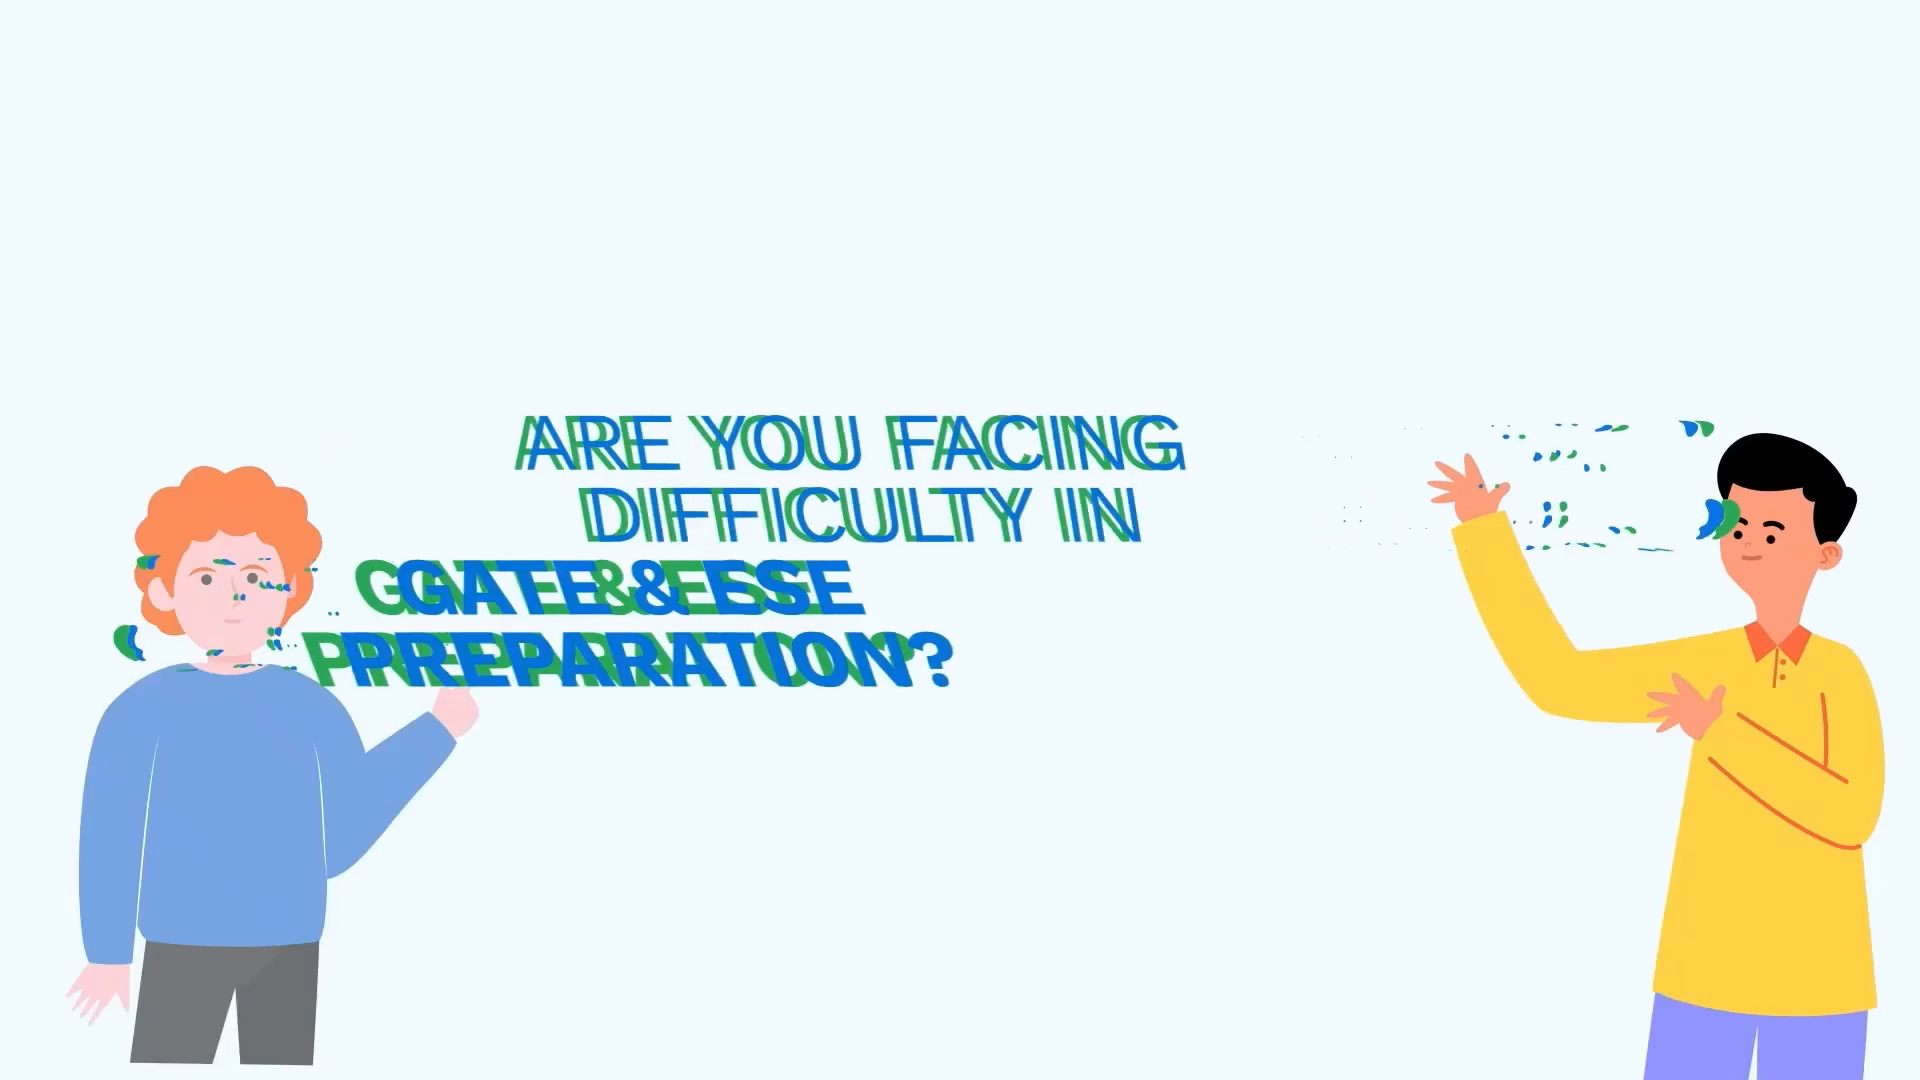 ARE YOU FACING
DIFFICULTY IN
GATE & ESE
PREPARATION?